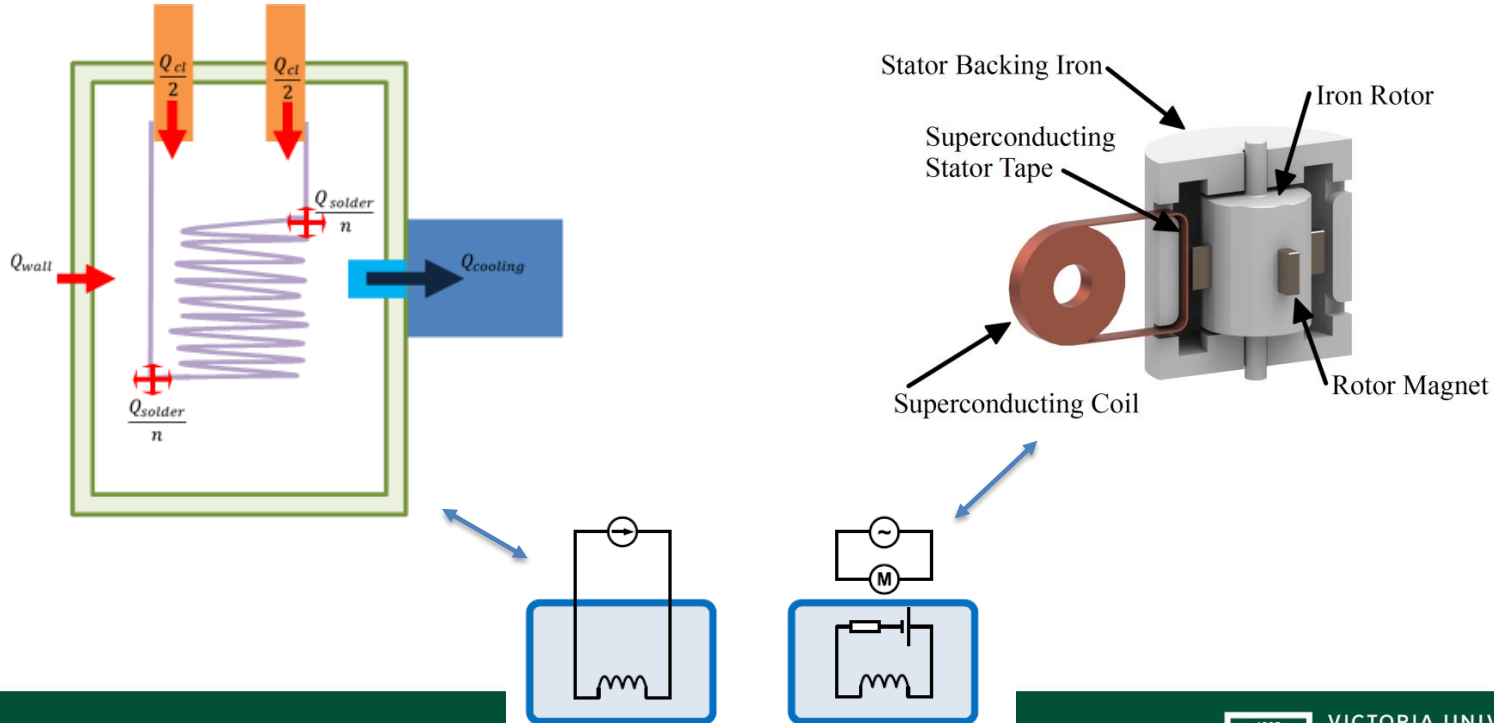 Q_cl/2
Q_cl/2
Q_solder/n
Q_wall
Q_cooling
Q_solder/n
Stator Backing Iron
Iron Rotor
Superconducting
Stator Tape
Superconducting Coil
Rotor Magnet
~
M
VICTORIA